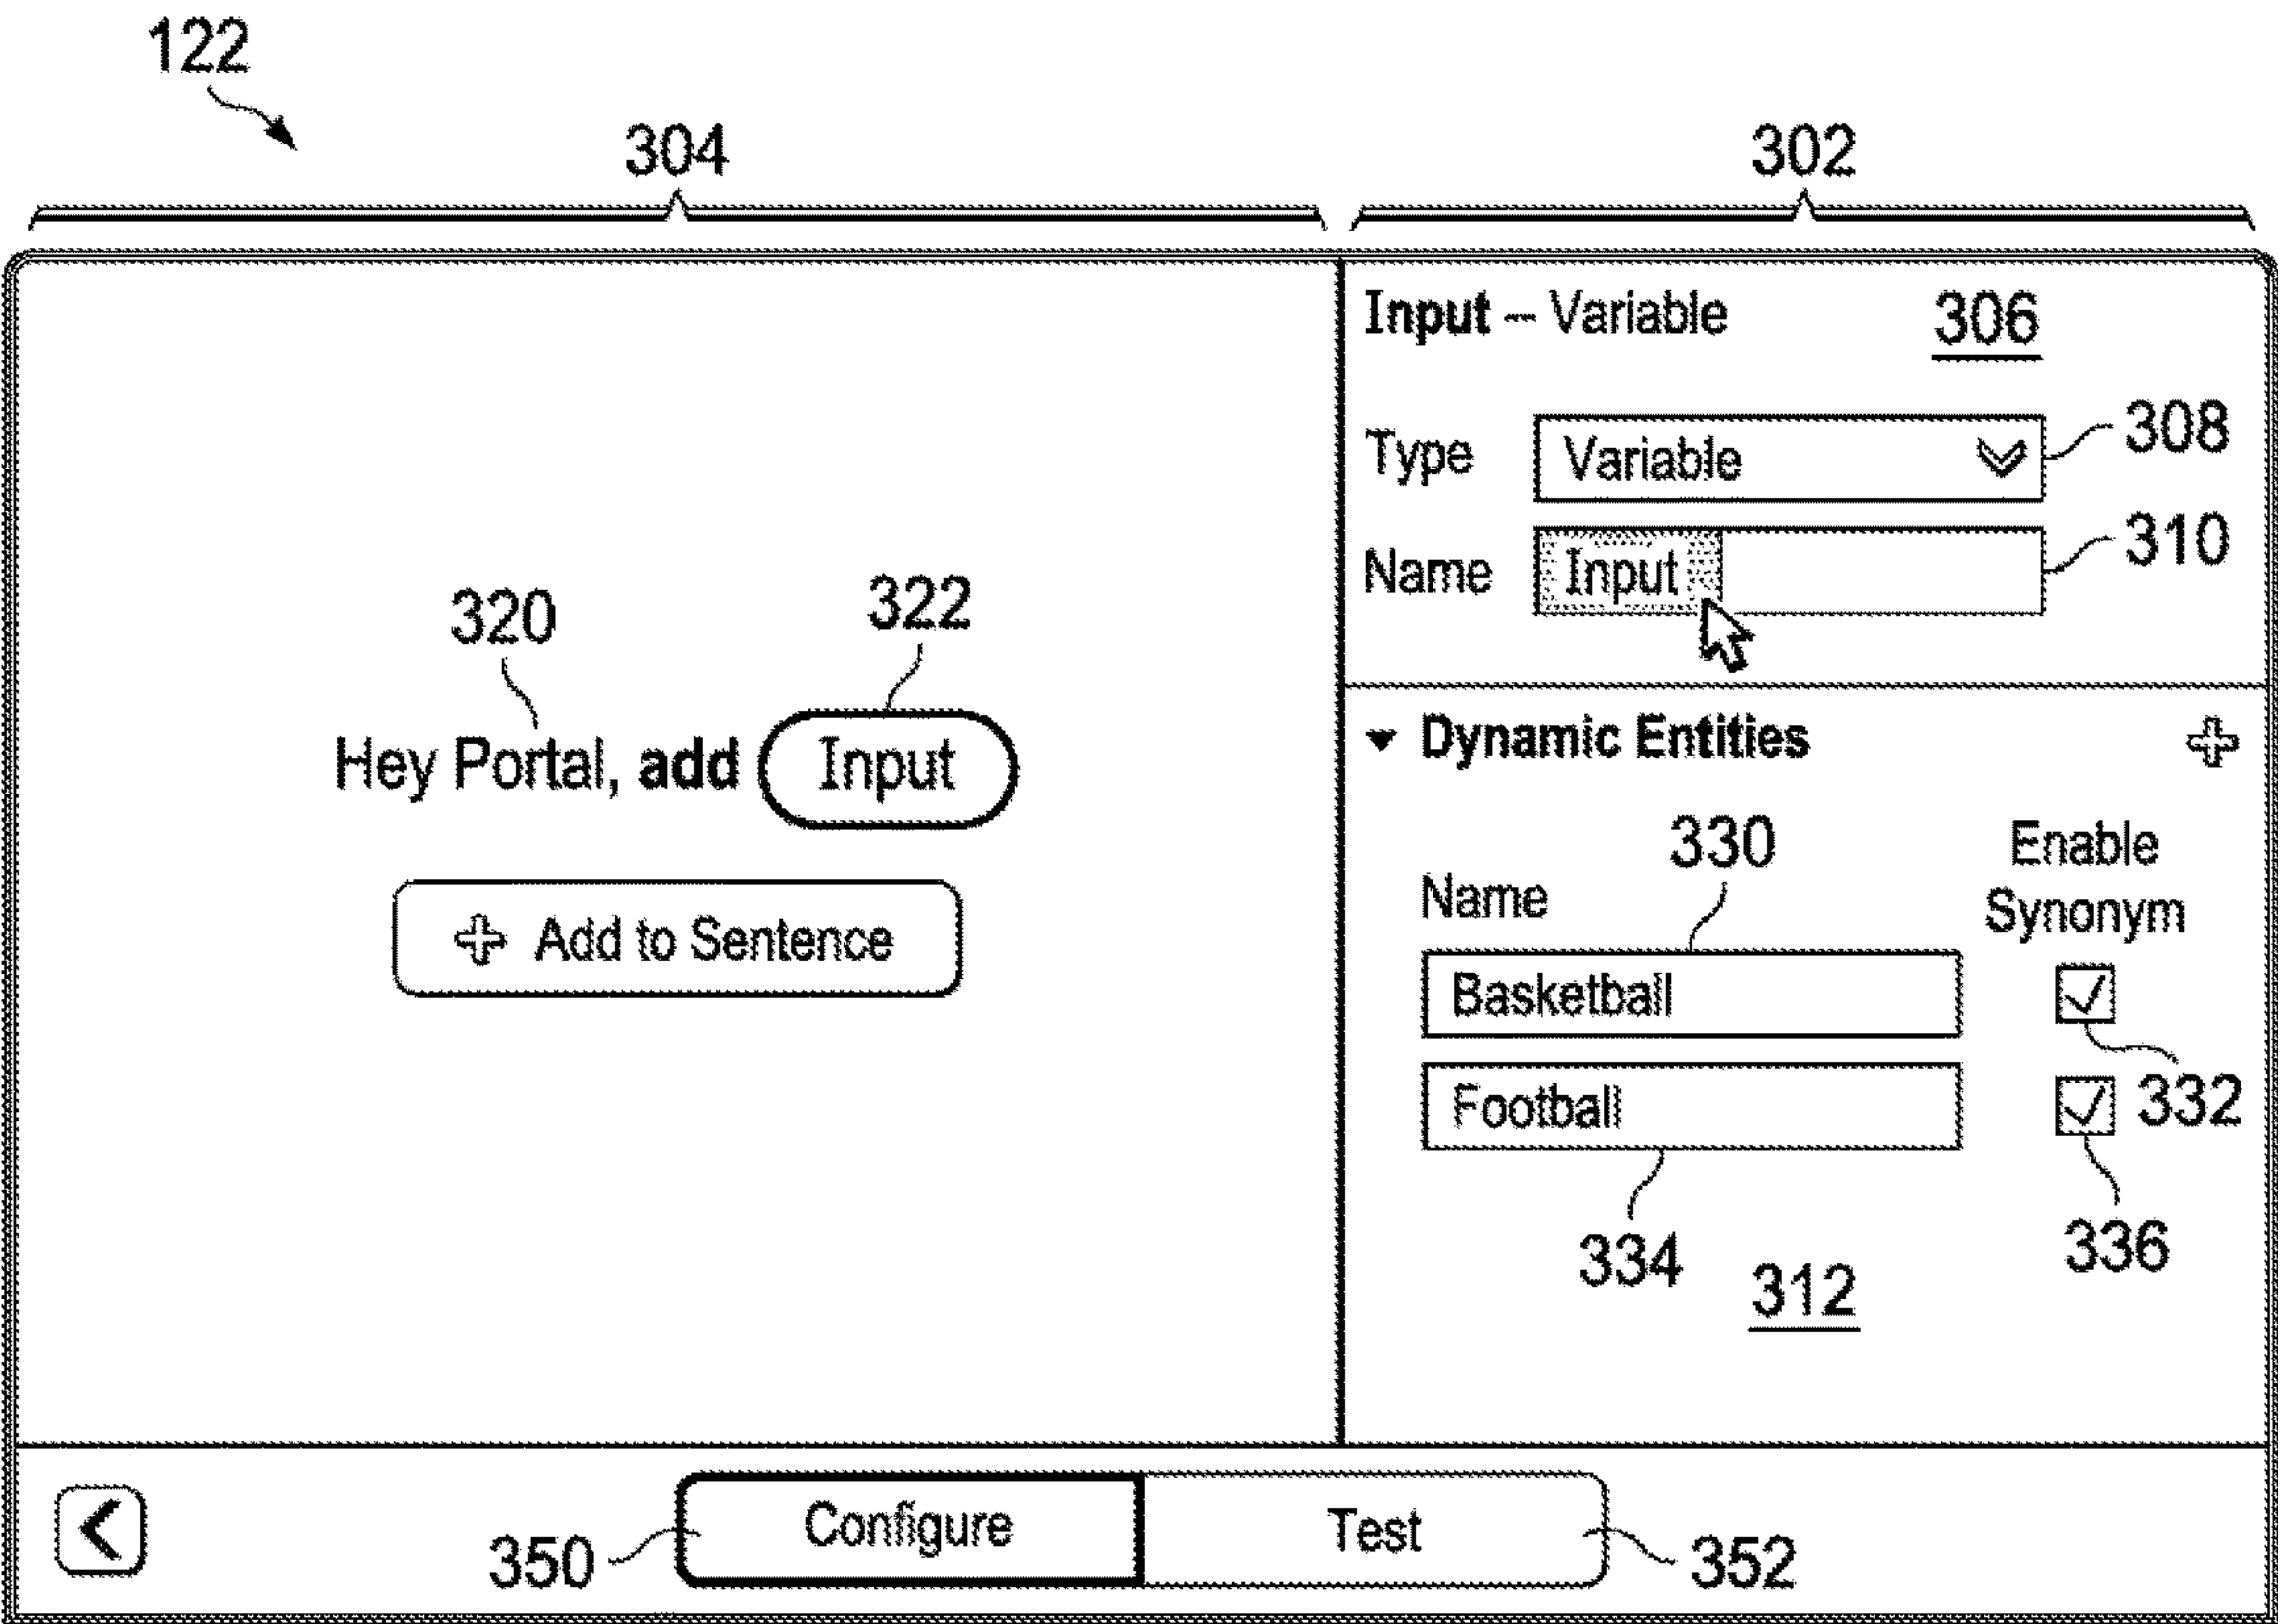 122
304
302
Input – Variable 306
Type Variable 308
Name Input 310
320
322
Hey Portal, add Input
+ Add to Sentence
Dynamic Entities +
330
Name
Enable
Synonym
Basketball
332
Football
334
336
312
Configure
Test
350
352